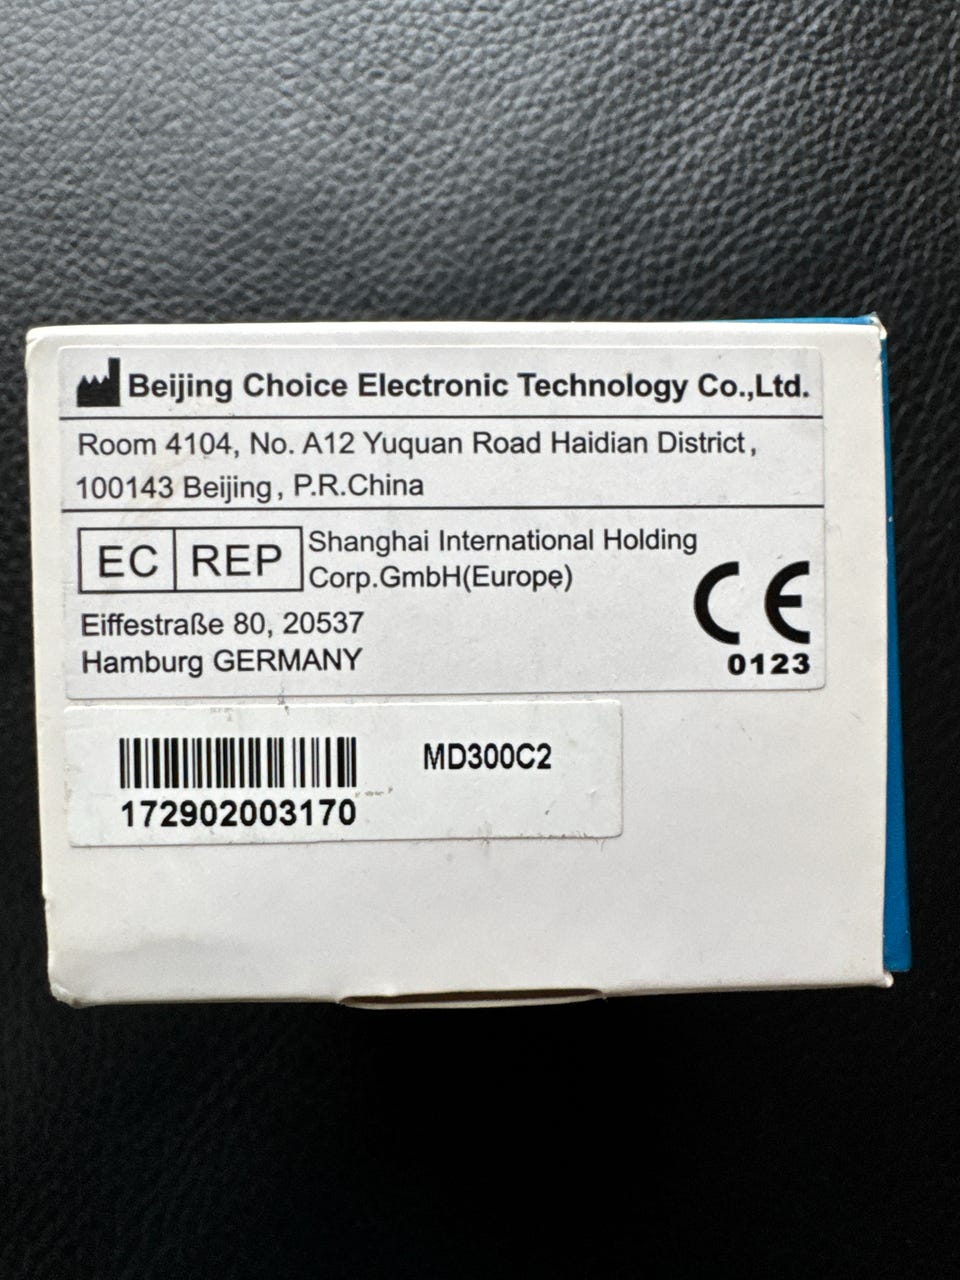 Beijing Choice Electronic Technology Co.,Ltd.
Room 4104, No. A12 Yuquan Road Haidian District,
100143 Beijing, P.R.China
EC REP
Shanghai International Holding
Corp.GmbH(Europe)
Eiffestraße 80, 20537
Hamburg GERMANY
CE
0123
MD300C2
172902003170